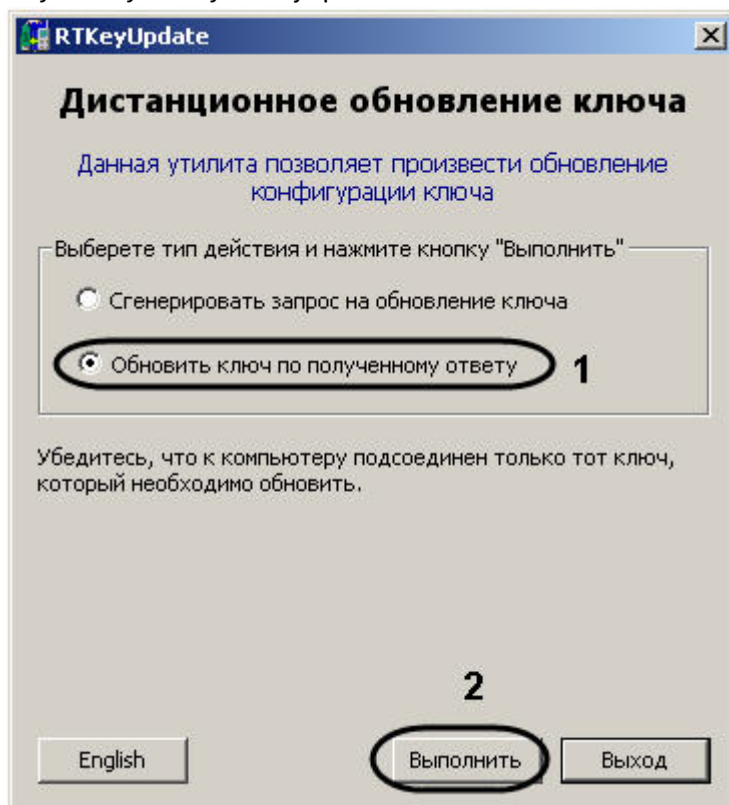 RTKeyUpdate
Дистанционное обновление ключа
Данная утилита позволяет произвести обновление
конфигурации ключа
Выберете тип действия и нажмите кнопку "Выполнить"
Сгенерировать запрос на обновление ключа
Обновить ключ по полученному ответу 1
Убедитесь, что к компьютеру подсоединен только тот ключ,
который необходимо обновить.
2
English Выполнить Выход